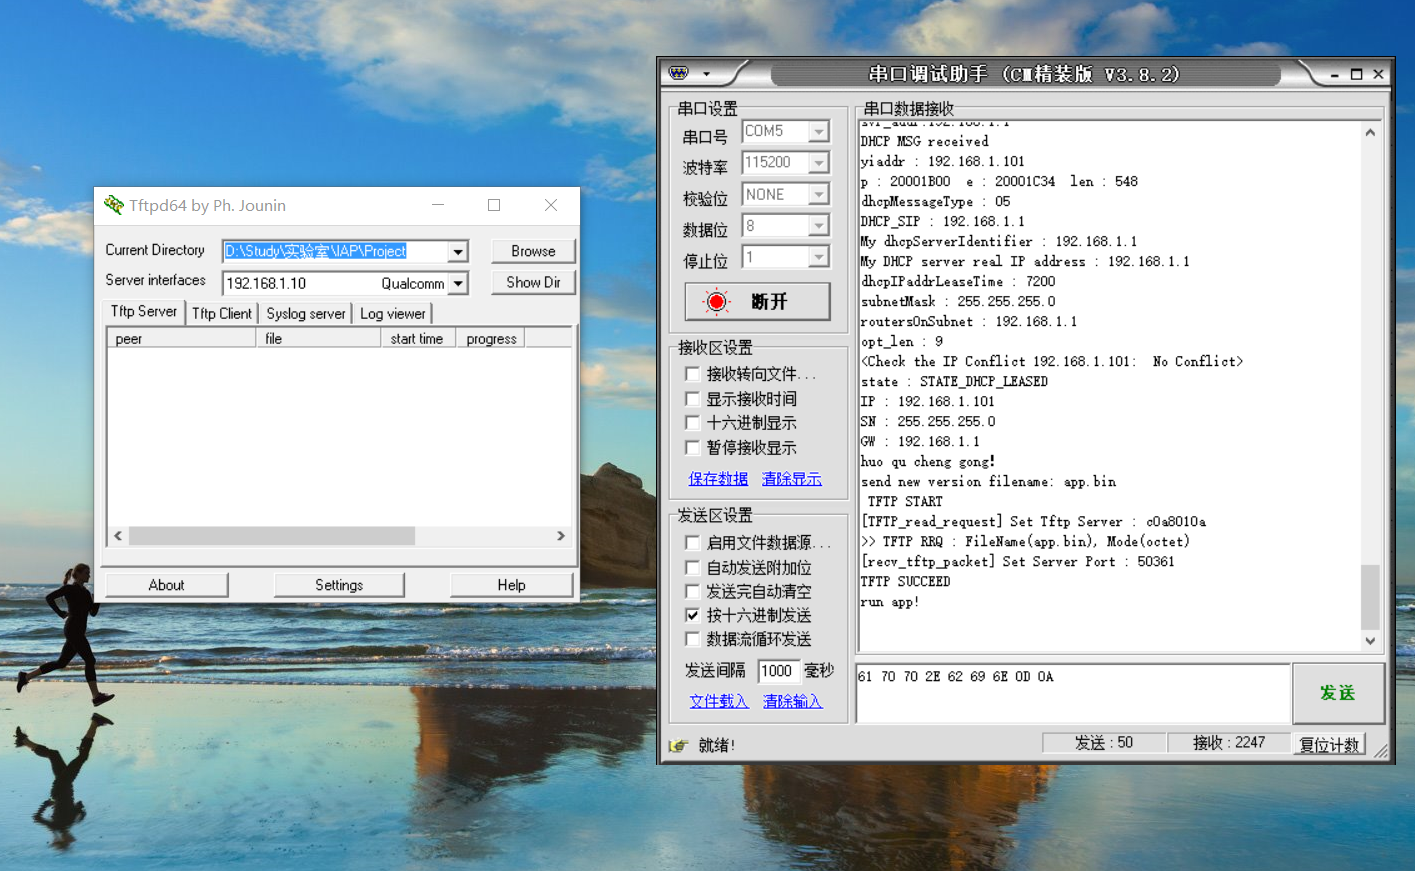 Tftpd64 by Ph. Jounin
Current Directory
D:\Study\实验室\IAP\Project
Browse
Server interfaces
192.168.1.10 Qualcomm
Show Dir
Tftp Server Tftp Client Syslog server Log viewer
peer file start time progress
About Settings Help
串口调试助手 (CM精装版 V3.8.2)
串口设置
串口号 COM5
波特率 115200
校验位 NONE
数据位 8
停止位 1
断开
接收区设置
接收转向文件...
显示接收时间
十六进制显示
暂停接收显示
保存数据 清除显示
发送区设置
启用文件数据源...
自动发送附加位
发送完自动清空
按十六进制发送
数据流循环发送
发送间隔 1000 毫秒
文件载入 清除输入
串口数据接收
svr_addr:192.168.1.1
DHCP MSG received
yiaddr : 192.168.1.101
p : 20001B00 e : 20001C34 len : 548
dhcpMessageType : 05
DHCP_SIP : 192.168.1.1
My dhcpServerIdentifier : 192.168.1.1
My DHCP server real IP address : 192.168.1.1
dhcpIPaddrLeaseTime : 7200
subnetMask : 255.255.255.0
routersOnSubnet : 192.168.1.1
opt_len : 9
<Check the IP Conflict 192.168.1.101: No Conflict>
state : STATE_DHCP_LEASED
IP : 192.168.1.101
SN : 255.255.255.0
GW : 192.168.1.1
huo qu cheng gong!
send new version filename: app.bin
TFTP START
[TFTP_read_request] Set Tftp Server : c0a8010a
>> TFTP RRQ : FileName(app.bin), Mode(octet)
[recv_tftp_packet] Set Server Port : 50361
TFTP SUCCEED
run app!
61 70 70 2E 62 69 6E 0D 0A
发送
就绪!
发送 : 50
接收 : 2247
复位计数